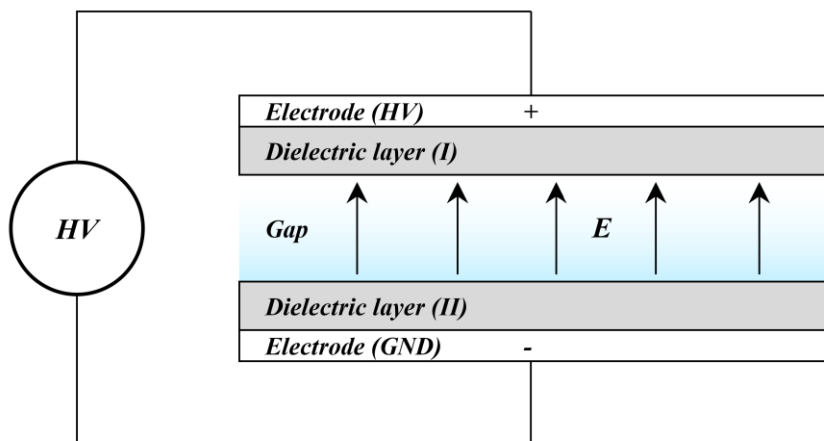 Electrode (HV) +
Dielectric layer (I)
HV
Gap E
Dielectric layer (II)
Electrode (GND) -